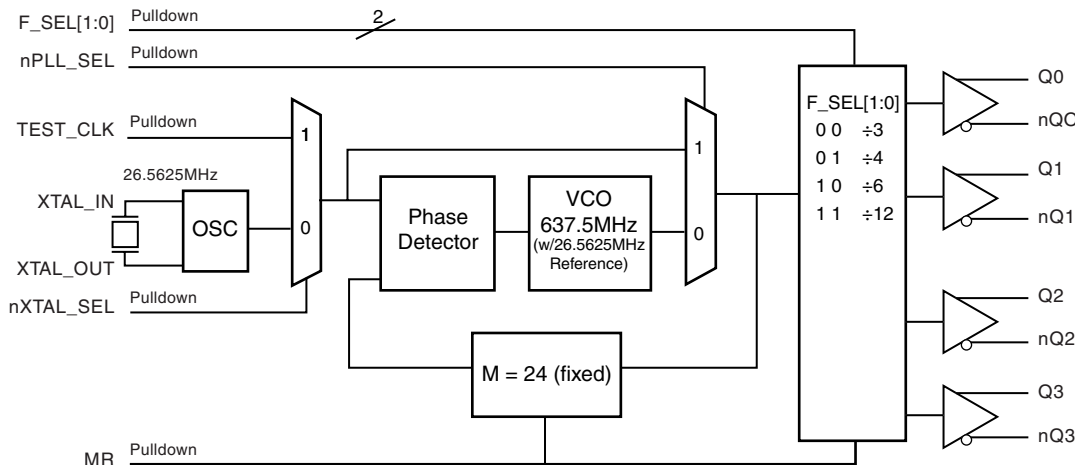 F_SEL[1:0] Pulldown 2
nPLL_SEL Pulldown
TEST_CLK Pulldown
26.5625MHz
XTAL_IN
OSC
XTAL_OUT
nXTAL_SEL Pulldown
1
0
Phase
Detector
VCO
637.5MHz
(w/26.5625MHz
Reference)
1
0
M = 24 (fixed)
MR Pulldown
F_SEL[1:0]
0 0 ÷3
0 1 ÷4
1 0 ÷6
1 1 ÷12
Q0
nQ0
Q1
nQ1
Q2
nQ2
Q3
nQ3